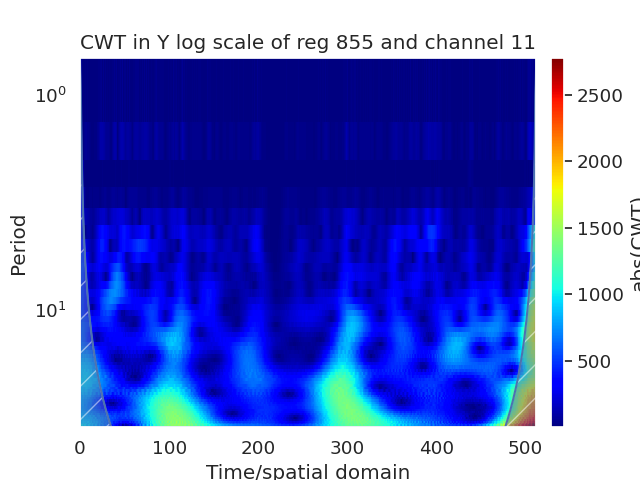 CWT in Y log scale of reg 855 and channel 11
10⁰
10¹
Period
0 100 200 300 400 500
Time/spatial domain
2500
2000
1500
1000
500
abs(CWT)